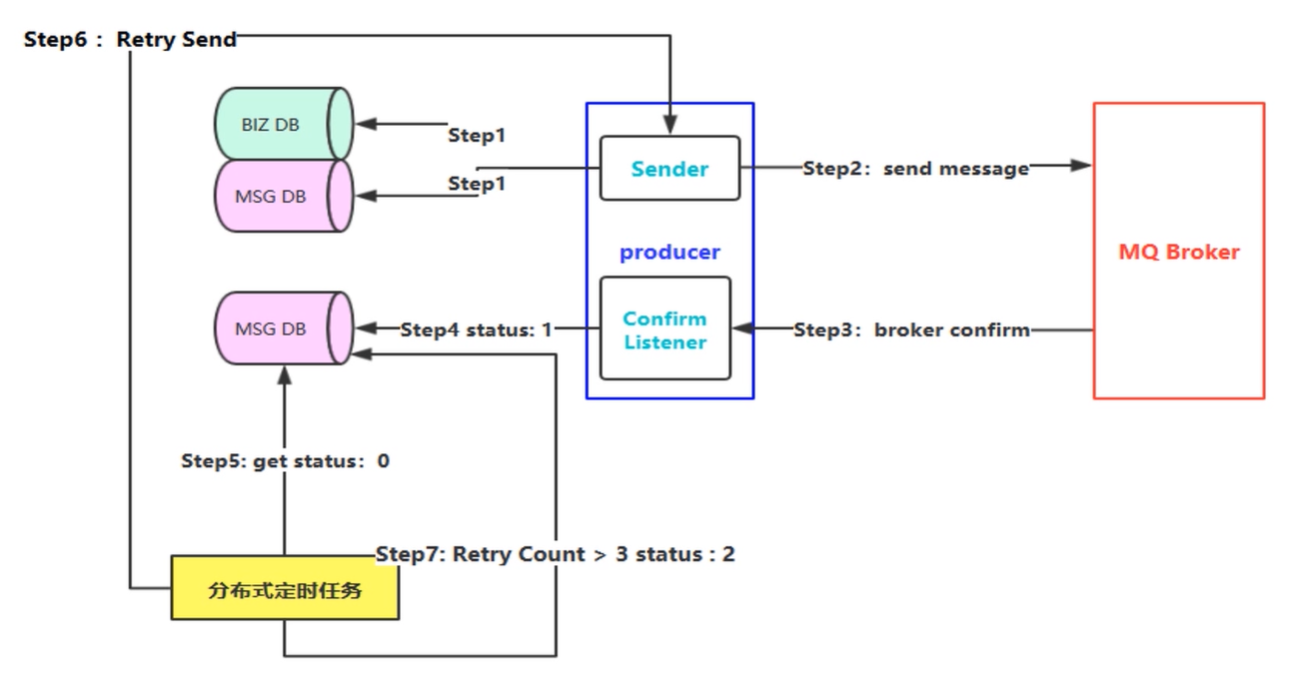 Step6： Retry Send
BIZ DB
Step1
MSG DB
Step1
Sender
Step2：send message
producer
MQ Broker
MSG DB
Step4 status: 1
Confirm
Listener
Step3：broker confirm
Step5: get status：0
Step7: Retry Count > 3 status : 2
分布式定时任务